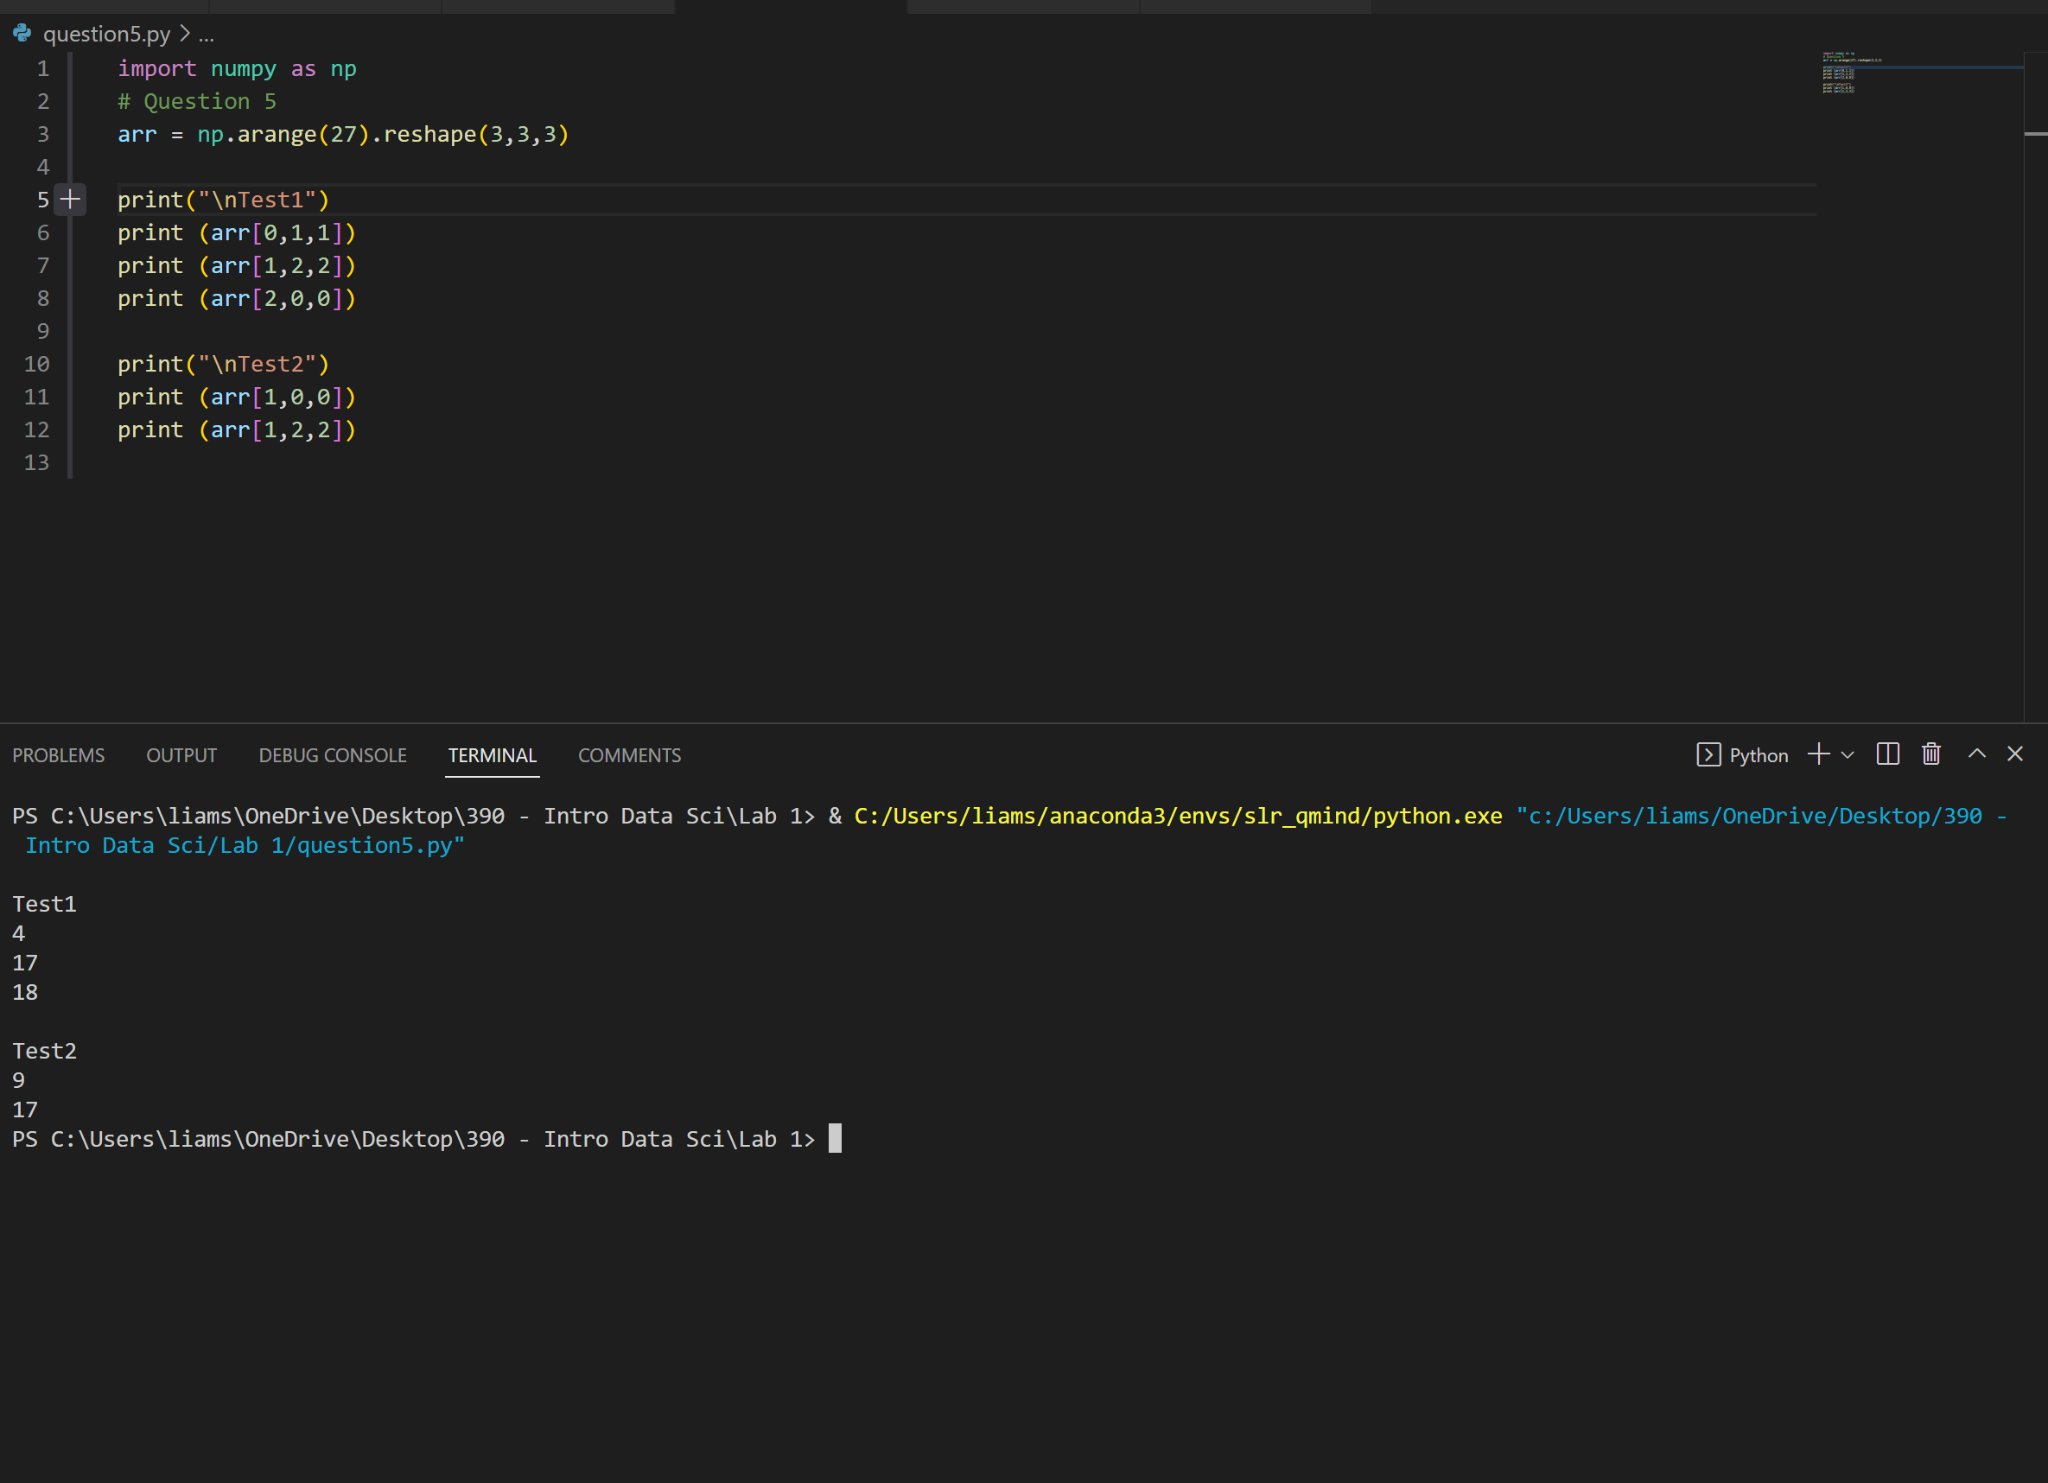 question5.py > ...
1 import numpy as np
2 # Question 5
3 arr = np.arange(27).reshape(3,3,3)
4
5 print("\nTest1")
6 print (arr[0,1,1])
7 print (arr[1,2,2])
8 print (arr[2,0,0])
9
10 print("\nTest2")
11 print (arr[1,0,0])
12 print (arr[1,2,2])
13
PROBLEMS OUTPUT DEBUG CONSOLE TERMINAL COMMENTS Python
PS C:\Users\liams\OneDrive\Desktop\390 - Intro Data Sci\Lab 1> & C:/Users/liams/anaconda3/envs/slr_qmind/python.exe "c:/Users/liams/OneDrive/Desktop/390 -
Intro Data Sci/Lab 1/question5.py"
Test1
4
17
18
Test2
9
17
PS C:\Users\liams\OneDrive\Desktop\390 - Intro Data Sci\Lab 1>